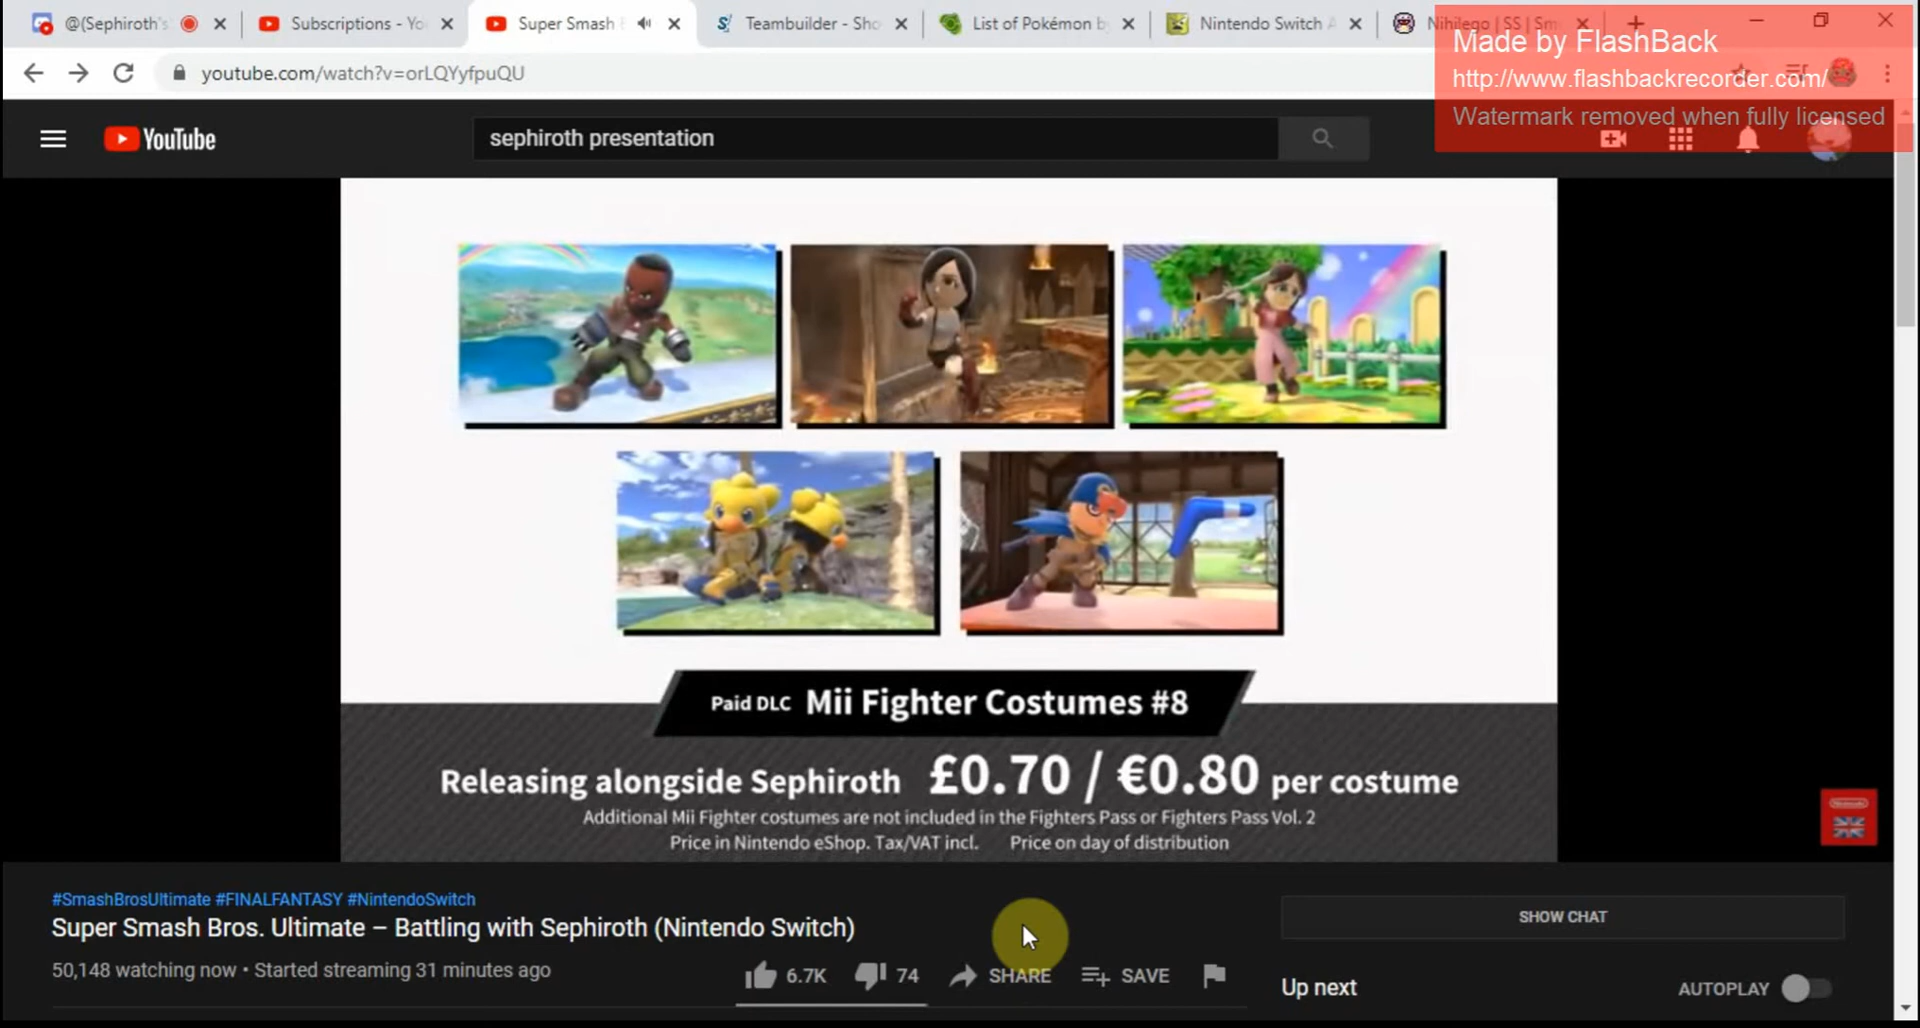 @(Sephiroth's
Subscriptions - Yo
Super Smash
Teambuilder - Sho
List of Pokémon b
Nintendo Switch
Nihilego | SS | Sm
Made by FlashBack
http://www.flashbackrecorder.com/
Watermark removed when fully licensed
youtube.com/watch?v=orLQYyfpuQU
YouTube
sephiroth presentation
Paid DLC Mii Fighter Costumes #8
Releasing alongside Sephiroth £0.70 / €0.80 per costume
Additional Mii Fighter costumes are not included in the Fighters Pass or Fighters Pass Vol. 2
Price in Nintendo eShop. Tax/VAT incl. Price on day of distribution
Nintendo
#SmashBrosUltimate #FINALFANTASY #NintendoSwitch
Super Smash Bros. Ultimate – Battling with Sephiroth (Nintendo Switch)
50,148 watching now • Started streaming 31 minutes ago
6.7K
74
SHARE
SAVE
SHOW CHAT
Up next
AUTOPLAY